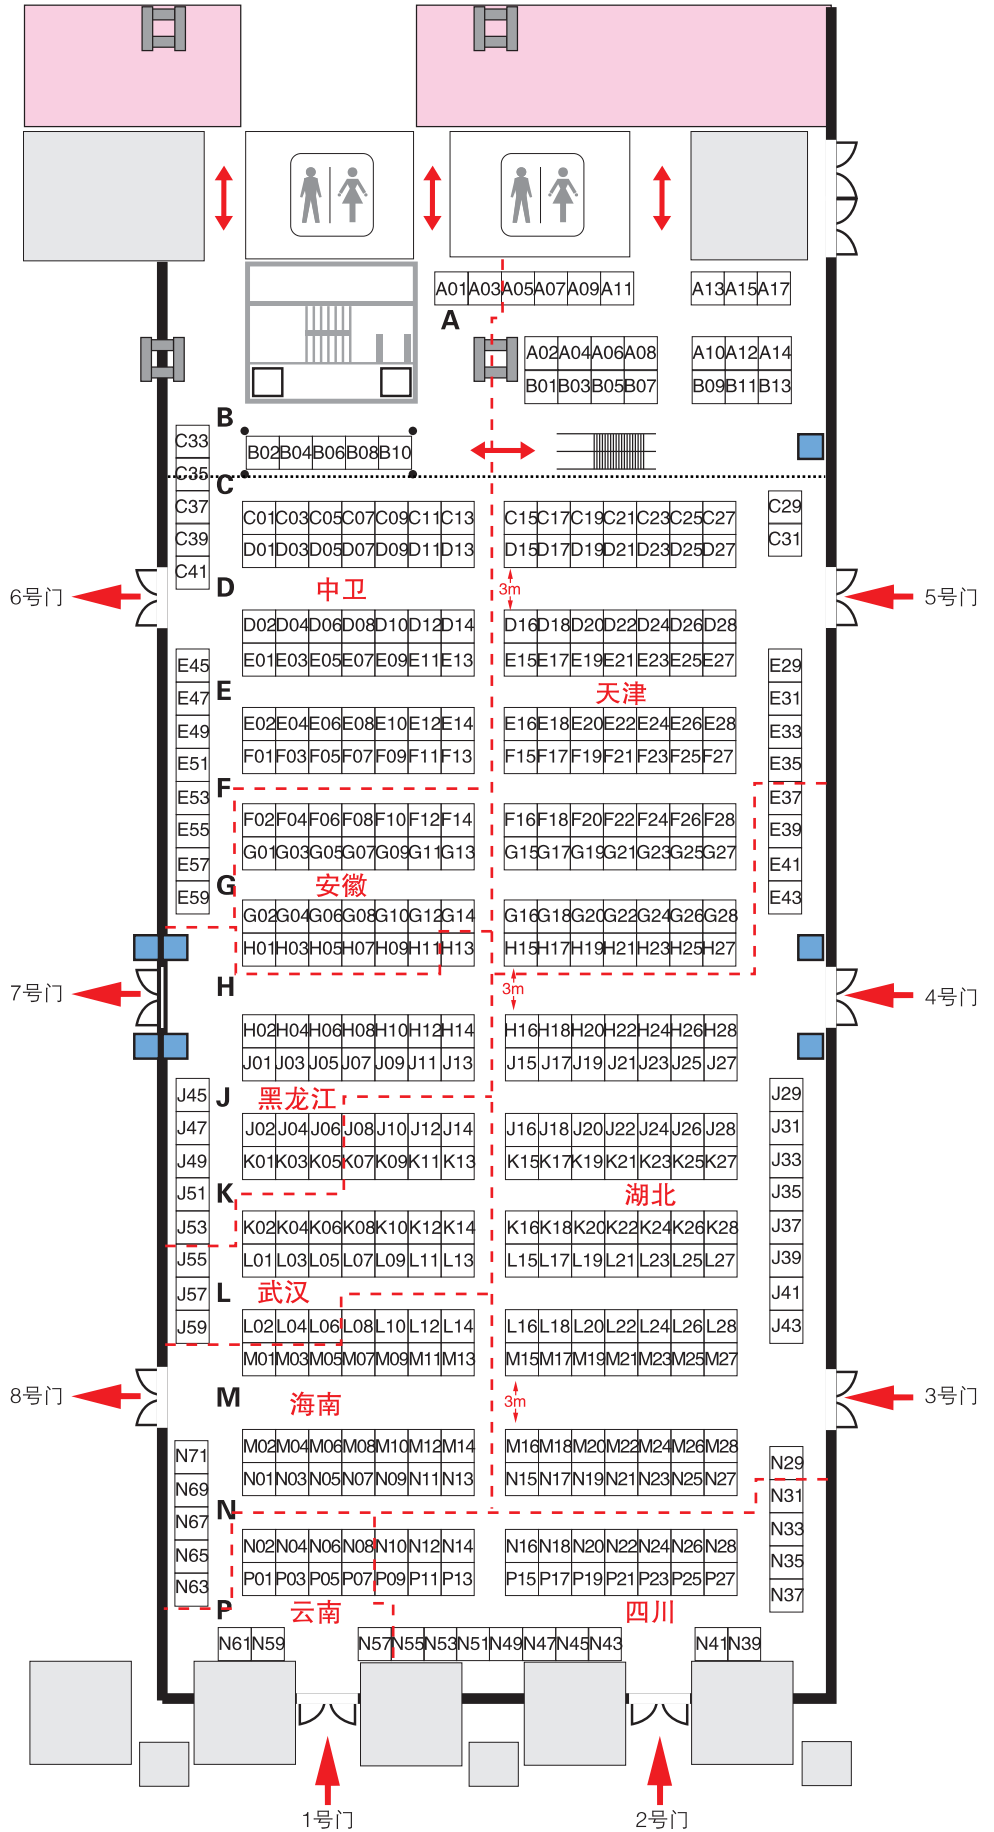 A01 A03 A05 A07 A09 A11 A13 A15 A17
A
A02 A04 A06 A08 A10 A12 A14
B01 B03 B05 B07 B09 B11 B13
B
C33
B02 B04 B06 B08 B10
C35
C
C37 C29
C01 C03 C05 C07 C09 C11 C13 C15 C17 C19 C21 C23 C25 C27
C39 C31
D01 D03 D05 D07 D09 D11 D13 D15 D17 D19 D21 D23 D25 D27
C41
D 中卫 3m
6号门 5号门
D02 D04 D06 D08 D10 D12 D14 D16 D18 D20 D22 D24 D26 D28
E01 E03 E05 E07 E09 E11 E13 E15 E17 E19 E21 E23 E25 E27
E45 E29
E 天津
E47 E31
E02 E04 E06 E08 E10 E12 E14 E16 E18 E20 E22 E24 E26 E28
E49 E33
F01 F03 F05 F07 F09 F11 F13 F15 F17 F19 F21 F23 F25 F27
E51 E35
F
E53 E37
F02 F04 F06 F08 F10 F12 F14 F16 F18 F20 F22 F24 F26 F28
E55 E39
G01 G03 G05 G07 G09 G11 G13 G15 G17 G19 G21 G23 G25 G27
E57 E41
G 安徽
E59 E43
G02 G04 G06 G08 G10 G12 G14 G16 G18 G20 G22 G24 G26 G28
H01 H03 H05 H07 H09 H11 H13 H15 H17 H19 H21 H23 H25 H27
H 3m
7号门 4号门
H02 H04 H06 H08 H10 H12 H14 H16 H18 H20 H22 H24 H26 H28
J01 J03 J05 J07 J09 J11 J13 J15 J17 J19 J21 J23 J25 J27
J45 J29
J 黑龙江
J47 J31
J02 J04 J06 J08 J10 J12 J14 J16 J18 J20 J22 J24 J26 J28
J49 J33
K01 K03 K05 K07 K09 K11 K13 K15 K17 K19 K21 K23 K25 K27
J51 J35
K 湖北
J53 J37
K02 K04 K06 K08 K10 K12 K14 K16 K18 K20 K22 K24 K26 K28
J55 J39
L01 L03 L05 L07 L09 L11 L13 L15 L17 L19 L21 L23 L25 L27
J57 J41
L 武汉
J59 J43
L02 L04 L06 L08 L10 L12 L14 L16 L18 L20 L22 L24 L26 L28
M01 M03 M05 M07 M09 M11 M13 M15 M17 M19 M21 M23 M25 M27
8号门 3号门
M 海南 3m
M02 M04 M06 M08 M10 M12 M14 M16 M18 M20 M22 M24 M26 M28
N71 N29
N01 N03 N05 N07 N09 N11 N13 N15 N17 N19 N21 N23 N25 N27
N69 N31
N
N67 N33
N02 N04 N06 N08 N10 N12 N14 N16 N18 N20 N22 N24 N26 N28
N65 N35
P01 P03 P05 P07 P09 P11 P13 P15 P17 P19 P21 P23 P25 P27
N63 N37
P 云南 四川
N61 N59 N57 N55 N53 N51 N49 N47 N45 N43 N41 N39
1号门 2号门